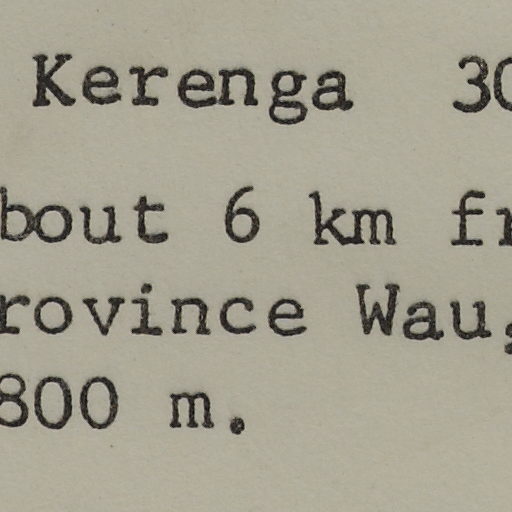 Kerenga 30
bout 6 km fr
rovince Wau,
800 m.